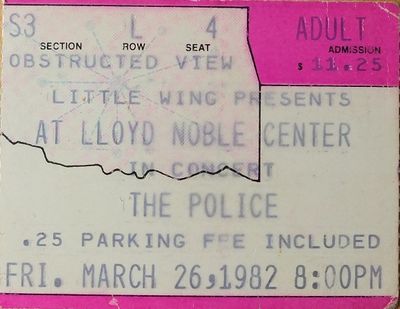 S3 L 4 ADULT
SECTION ROW SEAT ADMISSION
OBSTRUCTED VIEW $ 11.25
LITTLE WING PRESENTS
AT LLOYD NOBLE CENTER
IN CONCERT
THE POLICE
.25 PARKING FEE INCLUDED
FRI. MARCH 26,1982 8:00PM